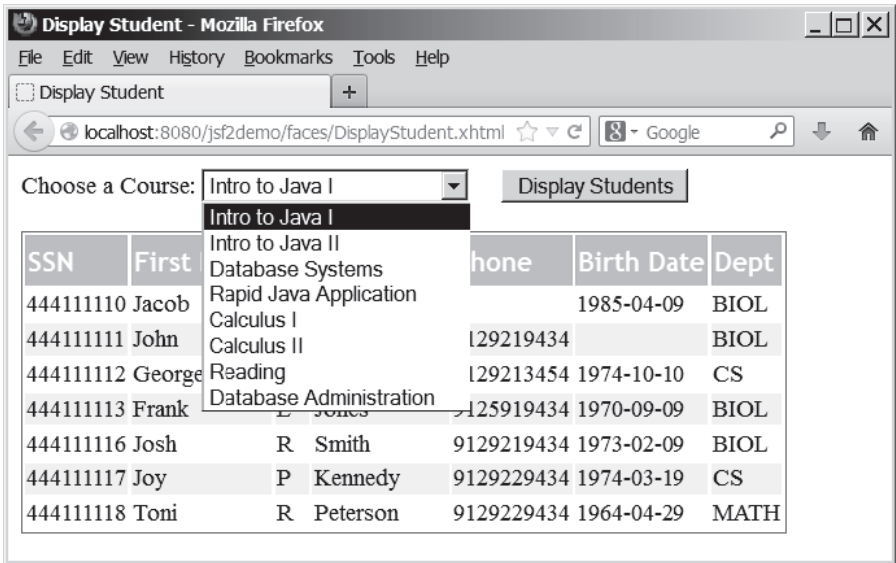 Display Student - Mozilla Firefox
File Edit View History Bookmarks Tools Help
Display Student +
localhost:8080/jsf2demo/faces/DisplayStudent.xhtml 8 Google
Choose a Course: Intro to Java I Display Students
Intro to Java I
Intro to Java II
Database Systems
Rapid Java Application
Calculus I
Calculus II
Reading
Database Administration
SSN First hone Birth Date Dept
444111110 Jacob 1985-04-09 BIOL
444111111 John 129219434 BIOL
444111112 George 129213454 1974-10-10 CS
444111113 Frank E Jones 9125919434 1970-09-09 BIOL
444111116 Josh R Smith 9129219434 1973-02-09 BIOL
444111117 Joy P Kennedy 9129229434 1974-03-19 CS
444111118 Toni R Peterson 9129229434 1964-04-29 MATH